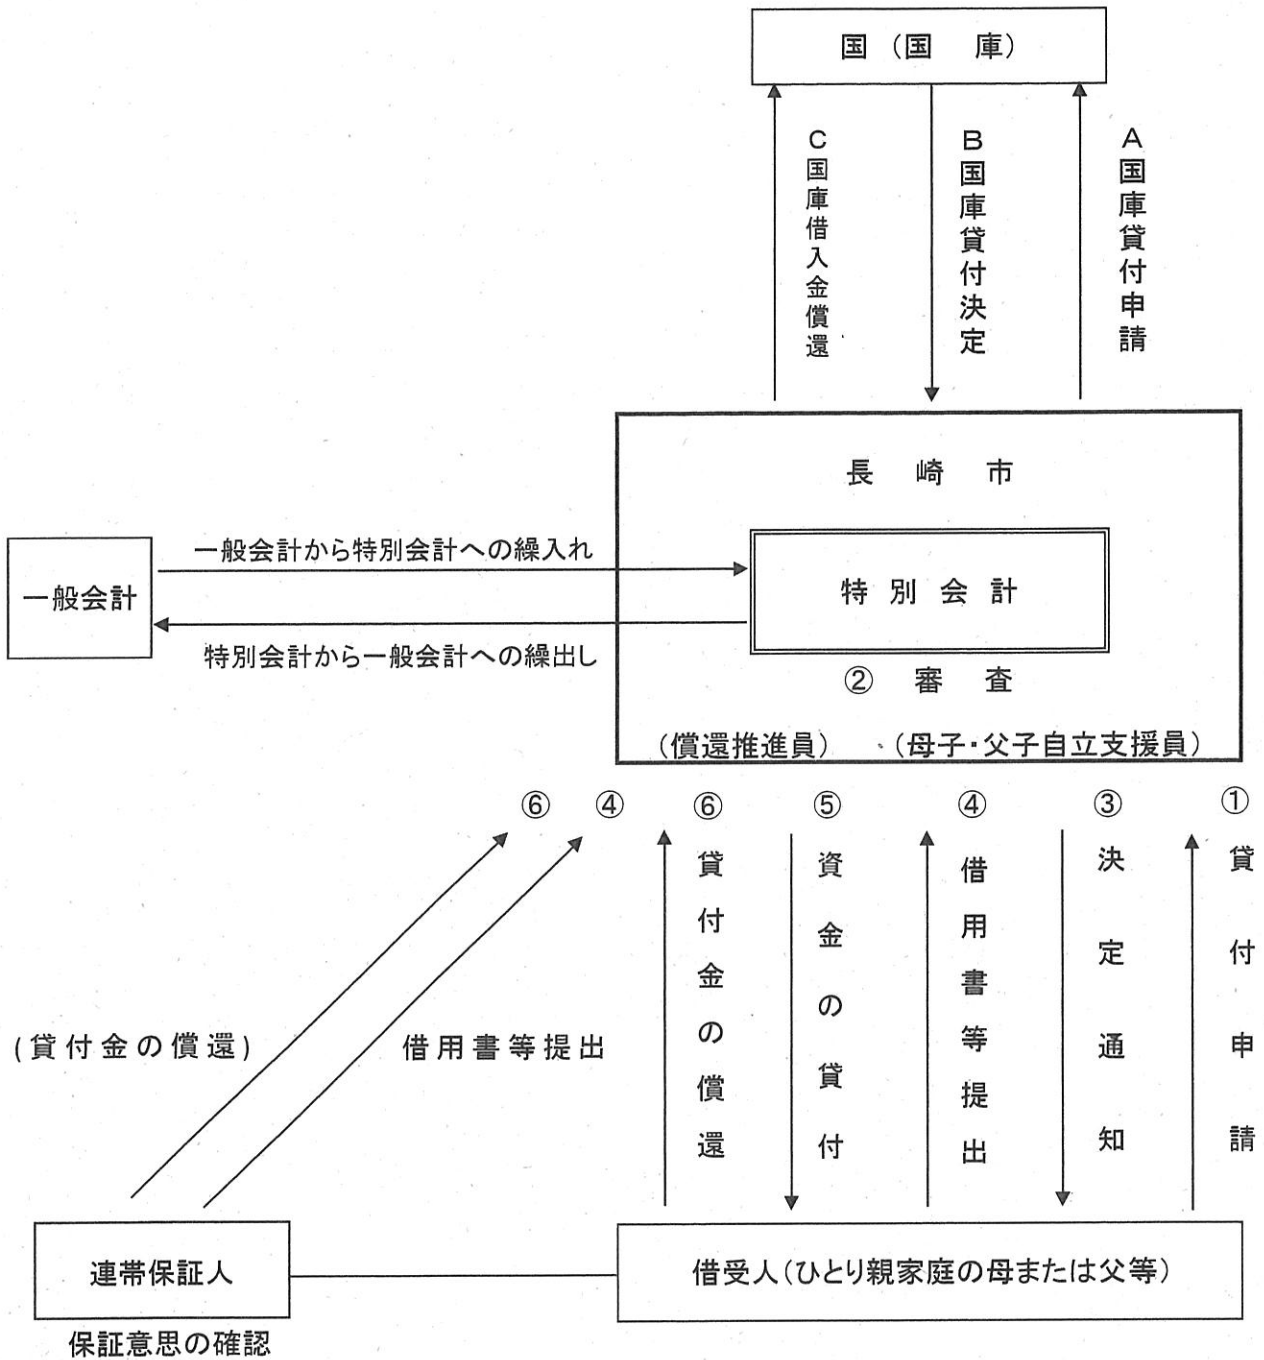 国（国　庫）
A国庫貸付申請
B国庫貸付決定
C国庫借入金償還
長　崎　市
一般会計
一般会計から特別会計への繰入れ
特別会計から一般会計への繰出し
特別会計
②　審　査
（償還推進員）　（母子・父子自立支援員）
①貸付申請
③決定通知
④借用書等提出
⑤資金の貸付
⑥貸付金の償還
④
⑥
（貸付金の償還）
借用書等提出
連帯保証人
保証意思の確認
借受人（ひとり親家庭の母または父等）